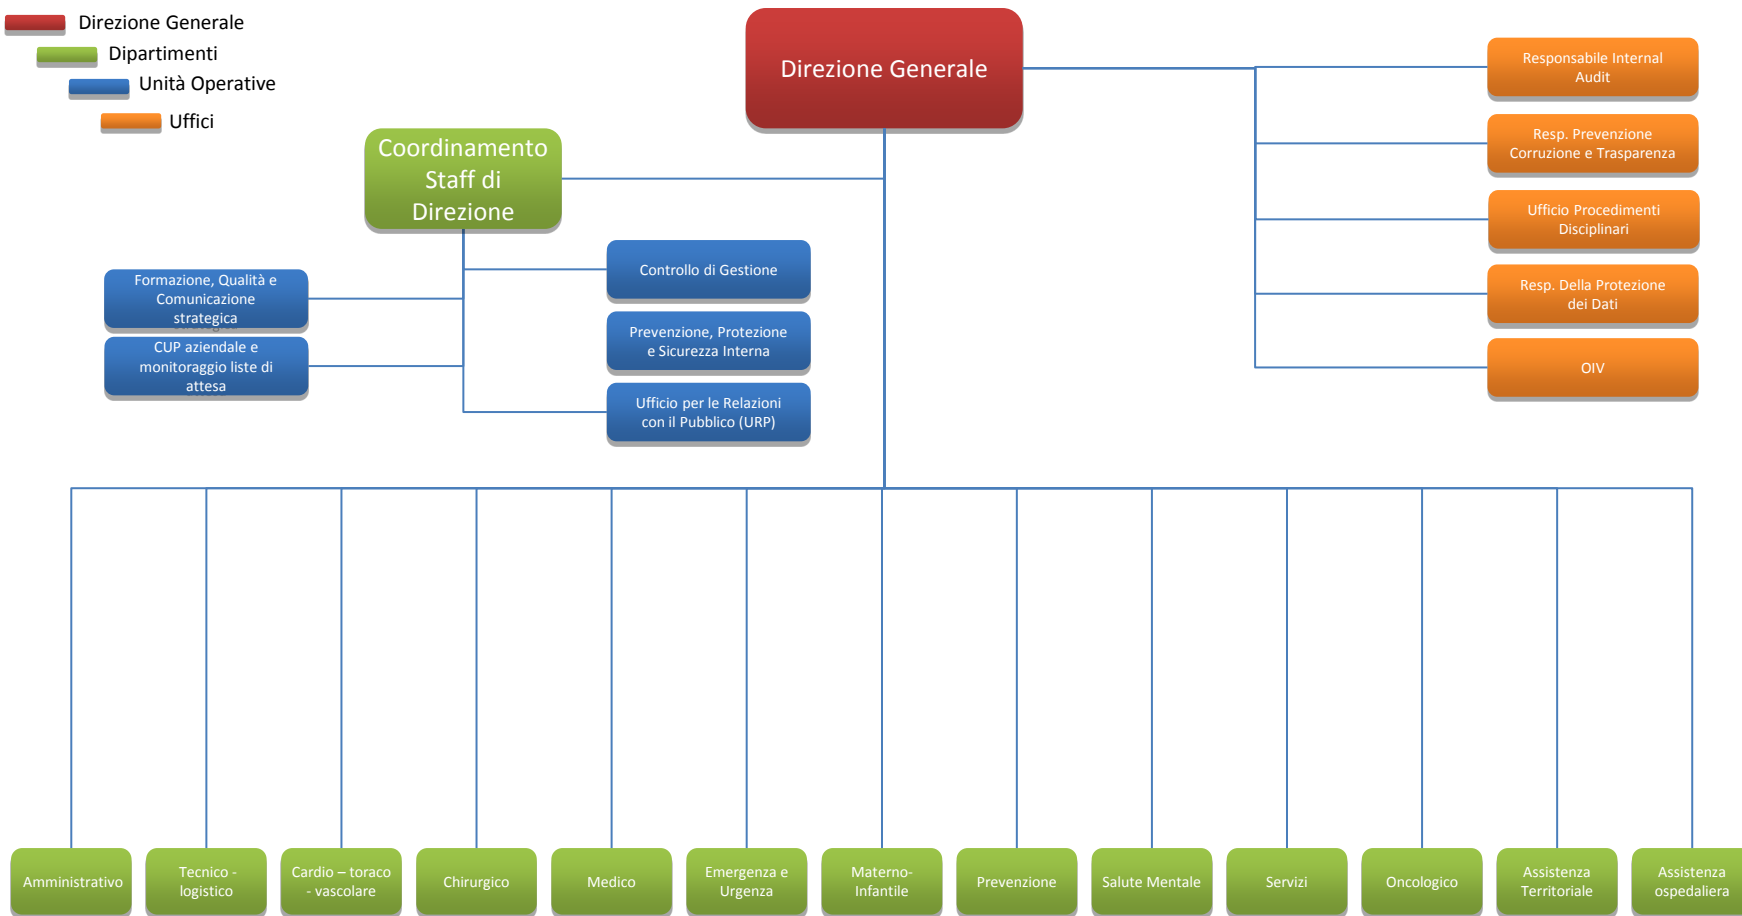 Direzione Generale
Dipartimenti
Unità Operative
Uffici
Direzione Generale
Coordinamento
Staff di
Direzione
Formazione, Qualità e
Comunicazione
strategica
CUP aziendale e
monitoraggio liste di
attesa
Controllo di Gestione
Prevenzione, Protezione
e Sicurezza Interna
Ufficio per le Relazioni
con il Pubblico (URP)
Responsabile Internal
Audit
Resp. Prevenzione
Corruzione e Trasparenza
Ufficio Procedimenti
Disciplinari
Resp. Della Protezione
dei Dati
OIV
Amministrativo
Tecnico -
logistico
Cardio – toraco
- vascolare
Chirurgico
Medico
Emergenza e
Urgenza
Materno-
Infantile
Prevenzione
Salute Mentale
Servizi
Oncologico
Assistenza
Territoriale
Assistenza
ospedaliera